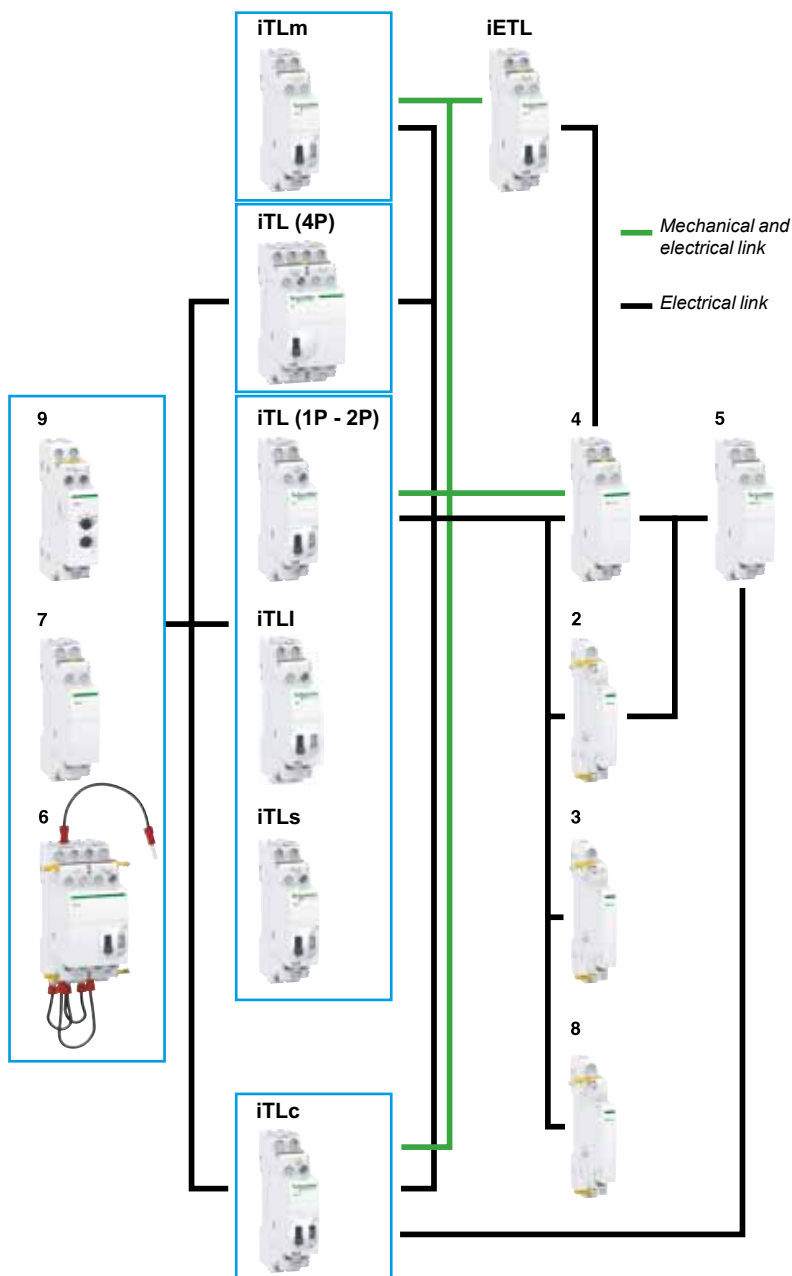 iTLm
iETL
iTL (4P)
Mechanical and
electrical link
Electrical link
9
iTL (1P - 2P)
4
5
7
iTLl
2
6
iTLs
3
8
iTLc